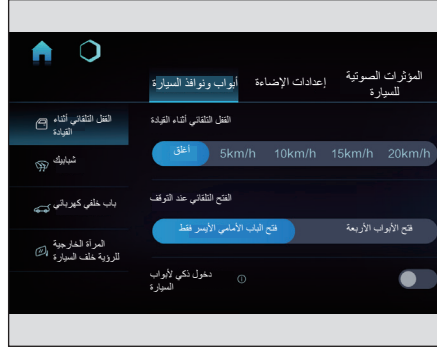 المؤثرات الصوتية
للسيارة
إعدادات الإضاءة
أبواب ونوافذ السيارة
القفل التلقائي أثناء
القيادة
شبابيك
باب خلفي كهربائي
المرآة الخارجية
للر�ية خلف السيارة
القفل التلقائي أثناء القيادة
أغلق 5km/h 10km/h 15km/h 20km/h
الفتح التلقائي عند التوقف
فتح الباب الأمامي الأيسر فقط
فتح الأبواب الأربعة
دخول ذكي لأبواب
السيارة